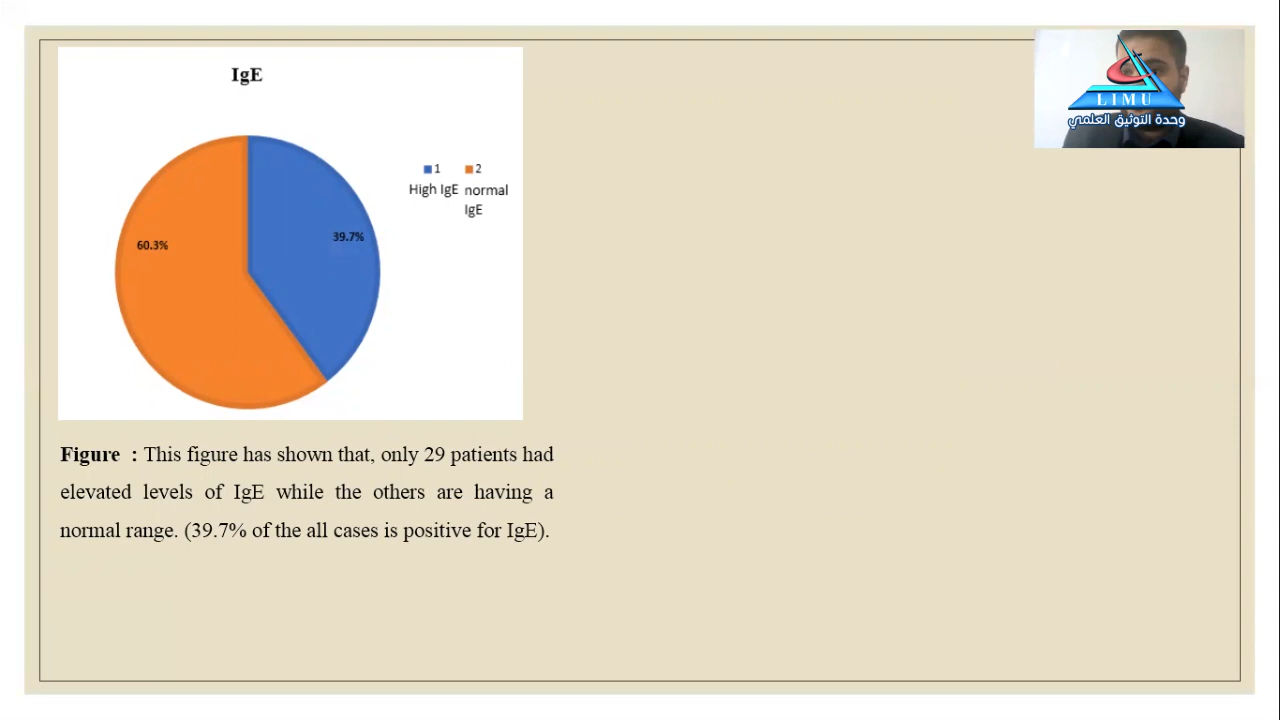 IgE
1 2
High IgE normal
IgE
60.3%
39.7%
LIMU
وحدة التوثيق العلمي
Figure : This figure has shown that, only 29 patients had
elevated levels of IgE while the others are having a
normal range. (39.7% of the all cases is positive for IgE).